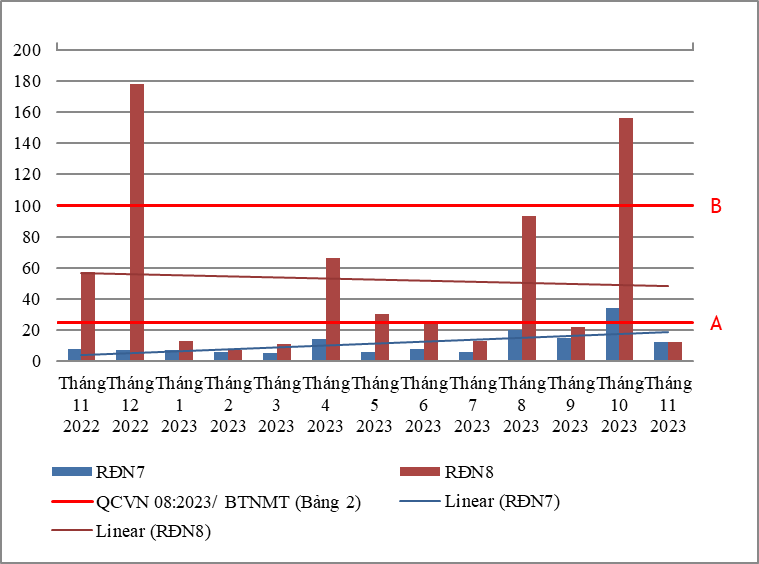 200
180
160
140
120
100
B
80
60
40
A
20
0
Tháng Tháng Tháng Tháng Tháng Tháng Tháng Tháng Tháng Tháng Tháng Tháng Tháng
11 12 1 2 3 4 5 6 7 8 9 10 11
2022 2022 2023 2023 2023 2023 2023 2023 2023 2023 2023 2023 2023
RĐN7 RĐN8
QCVN 08:2023/ BTNMT (Bảng 2) Linear (RĐN7)
Linear (RĐN8)